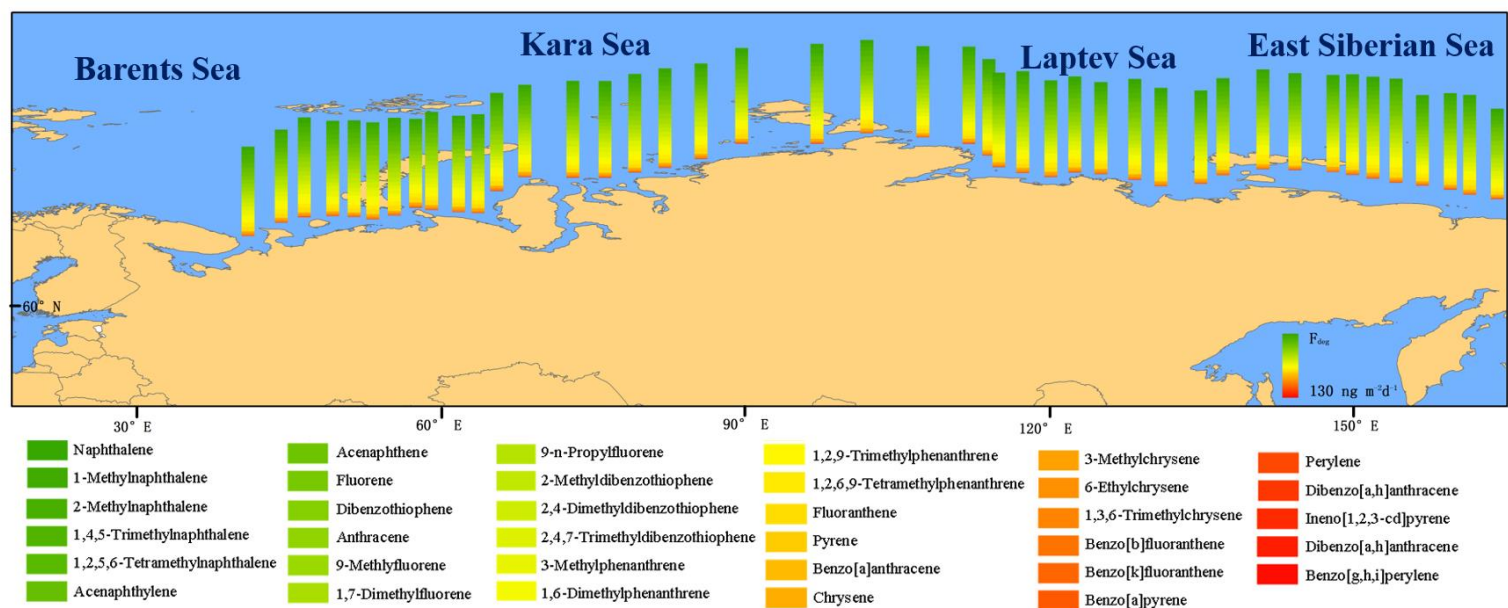 Barents Sea
Kara Sea
Laptev Sea
East Siberian Sea
60° N
F_deg
130 ng m⁻²d⁻¹
30° E
60° E
90° E
120° E
150° E
Naphthalene
1-Methylnaphthalene
2-Methylnaphthalene
1,4,5-Trimethylnaphthalene
1,2,5,6-Tetramethylnaphthalene
Acenaphthylene
Acenaphthene
Fluorene
Dibenzothiophene
Anthracene
9-Methlyfluorene
1,7-Dimethylfluorene
9-n-Propylfluorene
2-Methyldibenzothiophene
2,4-Dimethyldibenzothiophene
2,4,7-Trimethyldibenzothiophene
3-Methylphenanthrene
1,6-Dimethylphenanthrene
1,2,9-Trimethylphenanthrene
1,2,6,9-Tetramethylphenanthrene
Fluoranthene
Pyrene
Benzo[a]anthracene
Chrysene
3-Methylchrysene
6-Ethylchrysene
1,3,6-Trimethylchrysene
Benzo[b]fluoranthene
Benzo[k]fluoranthene
Benzo[a]pyrene
Perylene
Dibenzo[a,h]anthracene
Ineno[1,2,3-cd]pyrene
Dibenzo[a,h]anthracene
Benzo[g,h,i]perylene